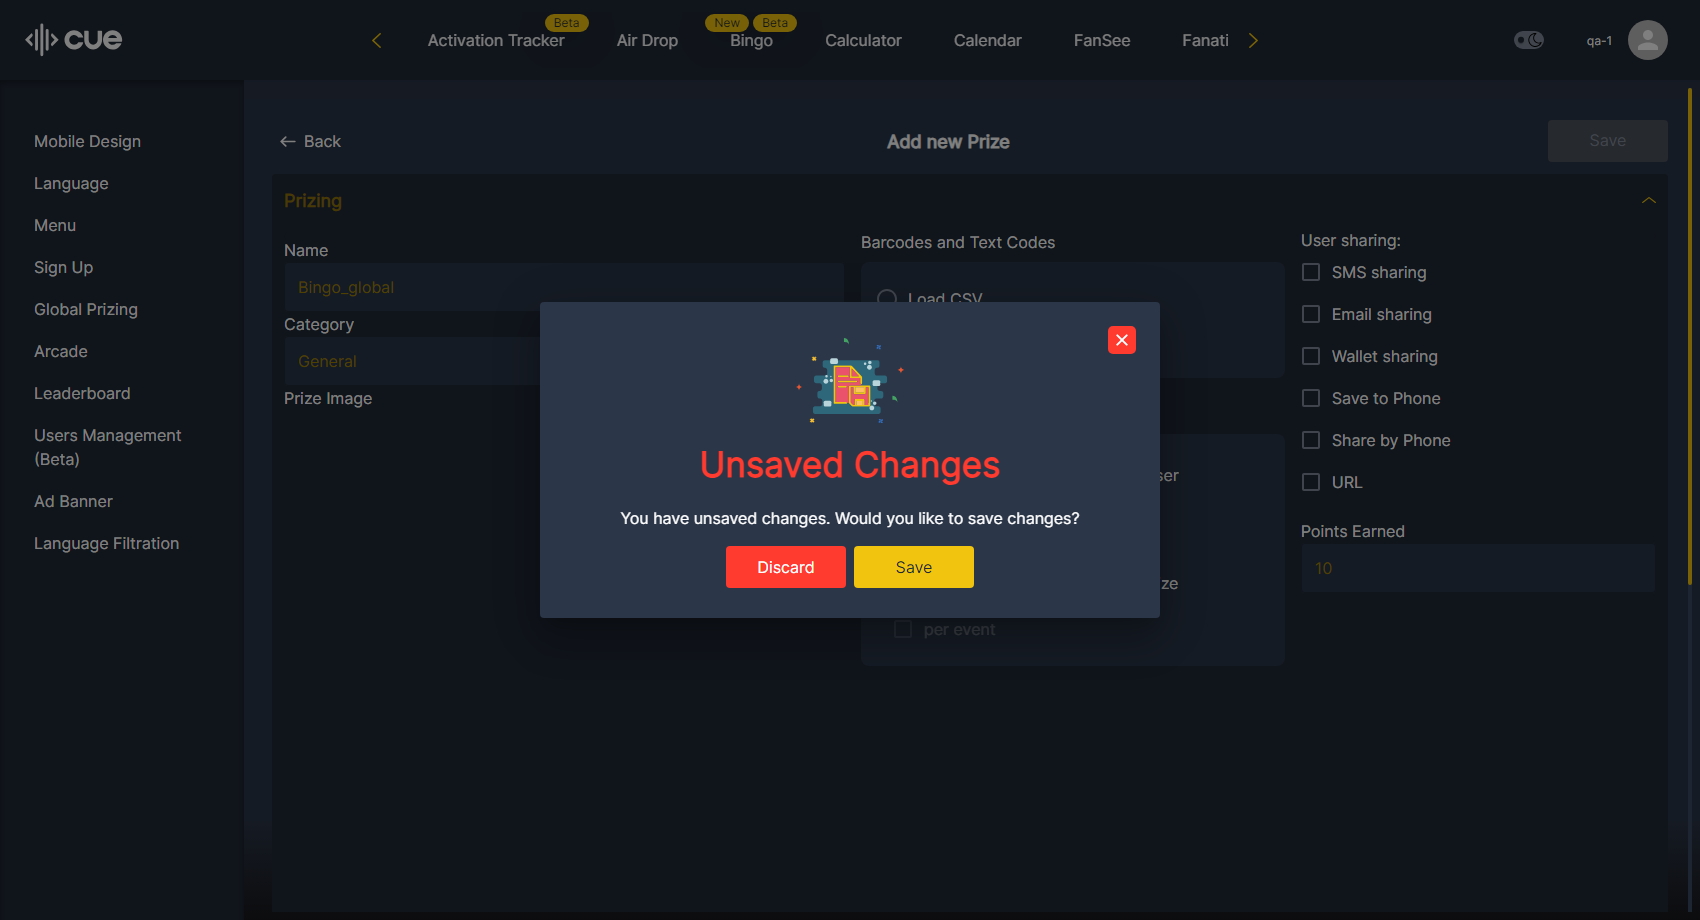 cue
Activation Tracker
Beta
Air Drop
New
Beta
Bingo
Calculator
Calendar
FanSee
Fanati
qa-1
Mobile Design
Language
Menu
Sign Up
Global Prizing
Arcade
Leaderboard
Users Management
(Beta)
Ad Banner
Language Filtration
Back
Add new Prize
Save
Prizing
Name
Bingo_global
Category
General
Prize Image
Barcodes and Text Codes
Load CSV
ser
ze
per event
User sharing:
SMS sharing
Email sharing
Wallet sharing
Save to Phone
Share by Phone
URL
Points Earned
10
Unsaved Changes
You have unsaved changes. Would you like to save changes?
Discard
Save